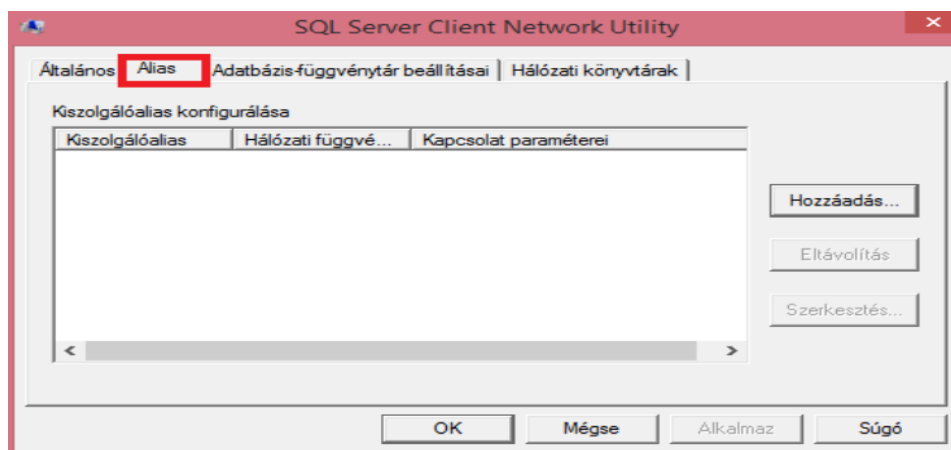 SQL Server Client Network Utility
Általános Alias Adatbázis-függvénytár beállításai Hálózati könyvtárak
Kiszolgálóalias konfigurálása
Kiszolgálóalias Hálózati függvé... Kapcsolat paraméterei
Hozzáadás...
Eltávolítás
Szerkesztés...
OK Mégse Alkalmaz Súgó